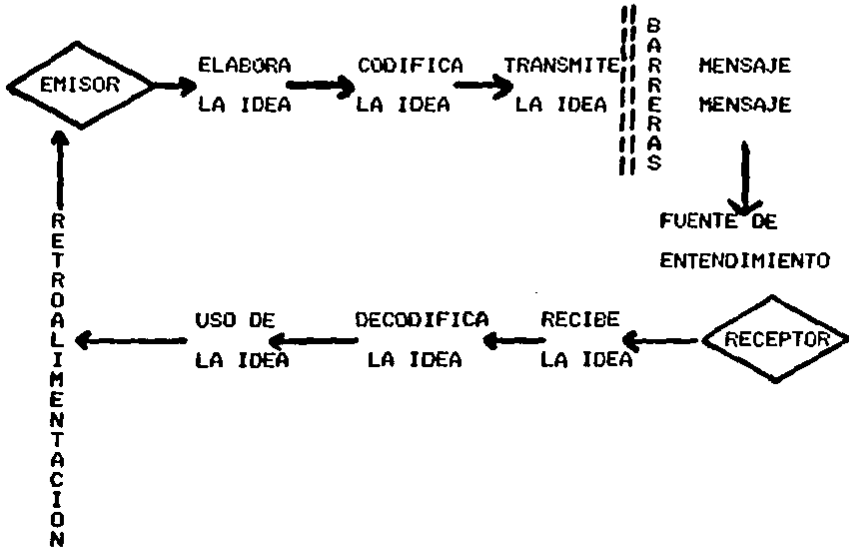 EMISOR
ELABORA
LA IDEA
CODIFICA
LA IDEA
TRANSMITE
LA IDEA
BARRERAS
MENSAJE
MENSAJE
FUENTE DE
ENTENDIMIENTO
RECEPTOR
RECIBE
LA IDEA
DECODIFICA
LA IDEA
USO DE
LA IDEA
RETROALIMENTACION